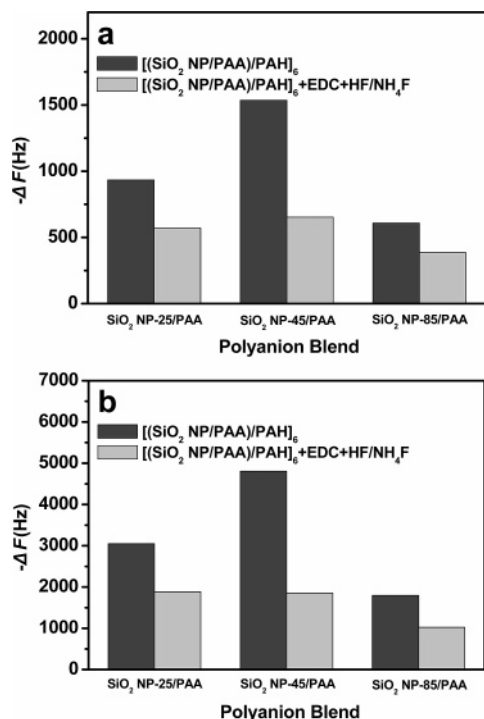 a
[(SiO₂ NP/PAA)/PAH]₆
[(SiO₂ NP/PAA)/PAH]₆+EDC+HF/NH₄F
-ΔF(Hz)
2000
1500
1000
500
0
SiO₂ NP-25/PAA SiO₂ NP-45/PAA SiO₂ NP-85/PAA
Polyanion Blend
b
[(SiO₂ NP/PAA)/PAH]₆
[(SiO₂ NP/PAA)/PAH]₆+EDC+HF/NH₄F
-ΔF(Hz)
7000
6000
5000
4000
3000
2000
1000
0
SiO₂ NP-25/PAA SiO₂ NP-45/PAA SiO₂ NP-85/PAA
Polyanion Blend